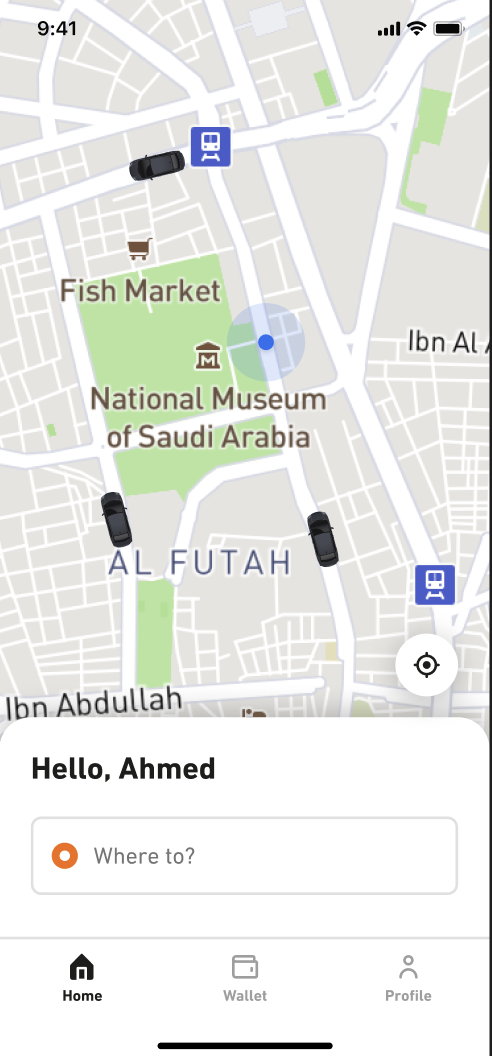 9:41
Fish Market
Ibn Al
National Museum
of Saudi Arabia
AL FUTAH
Ibn Abdullah
Hello, Ahmed
Where to?
Home
Wallet
Profile